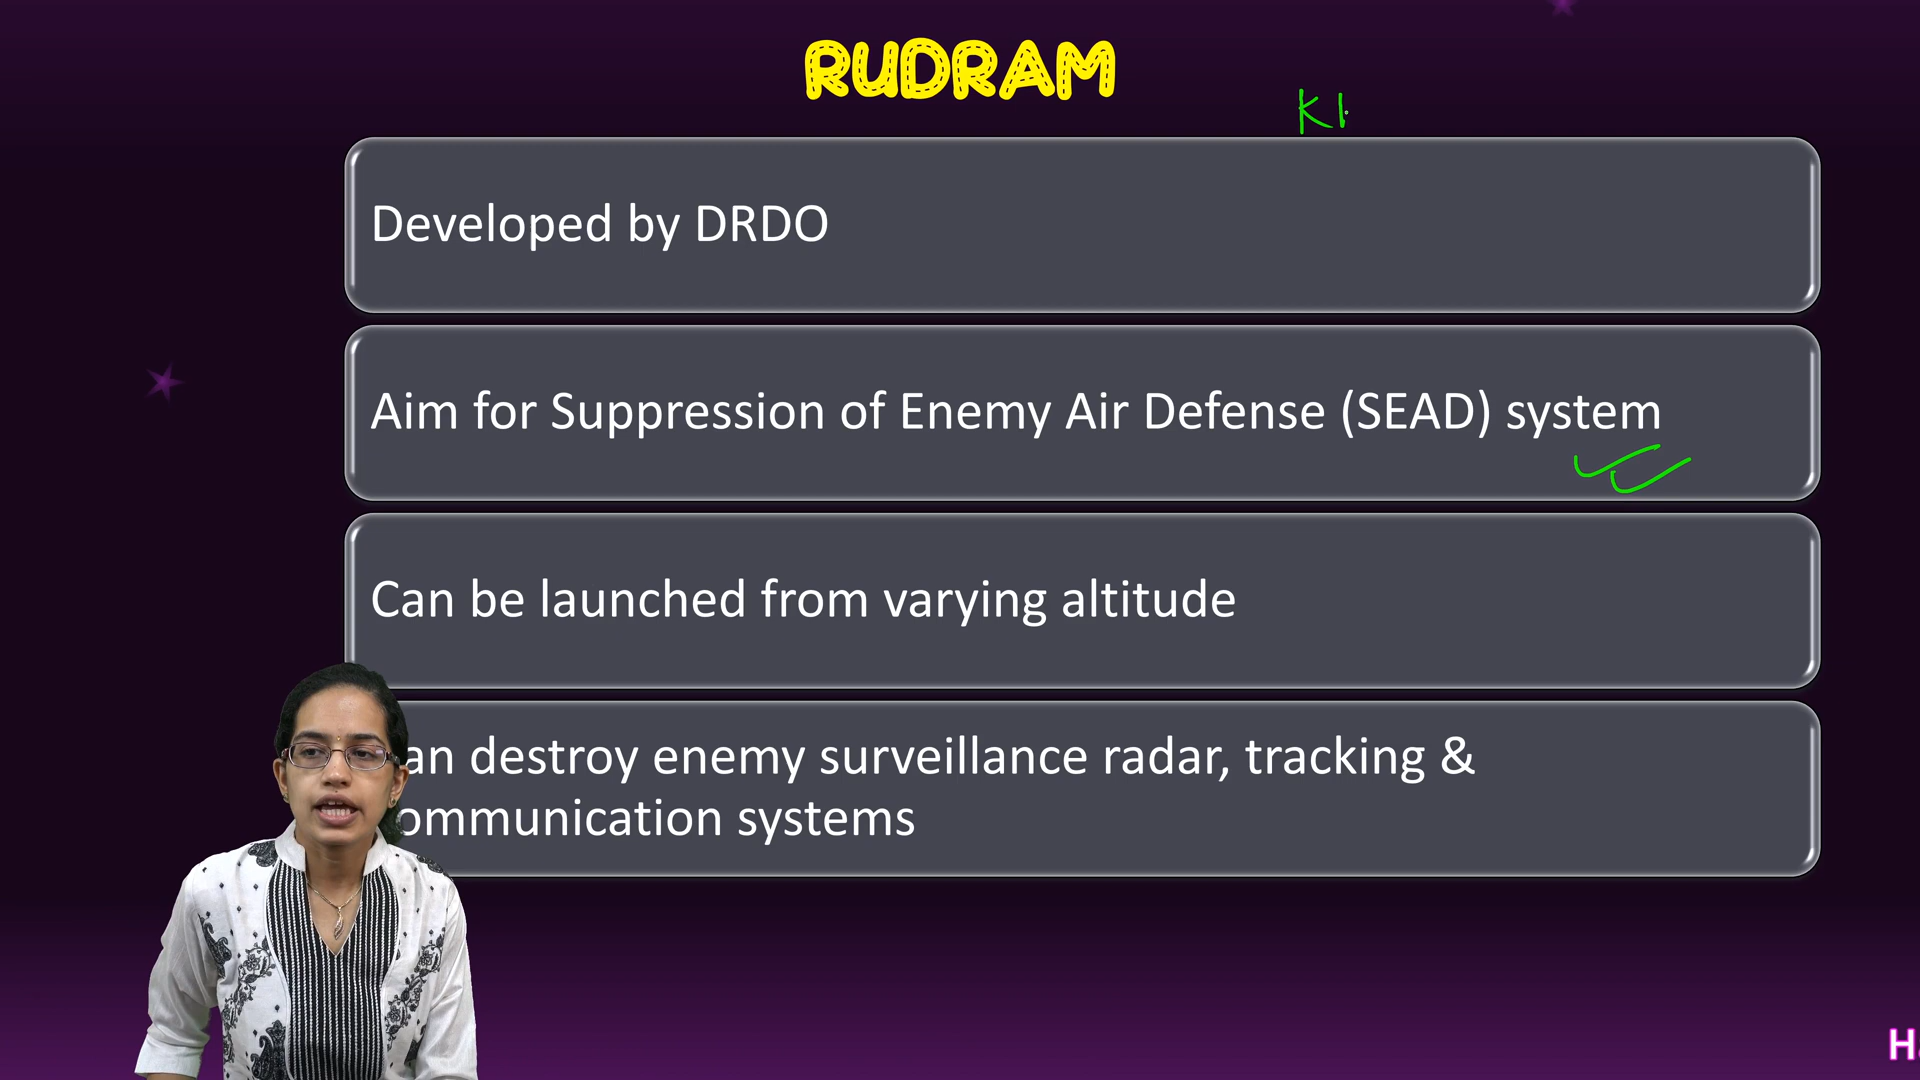 RUDRAM
Developed by DRDO
Aim for Suppression of Enemy Air Defense (SEAD) system
Can be launched from varying altitude
an destroy enemy surveillance radar, tracking &
ommunication systems